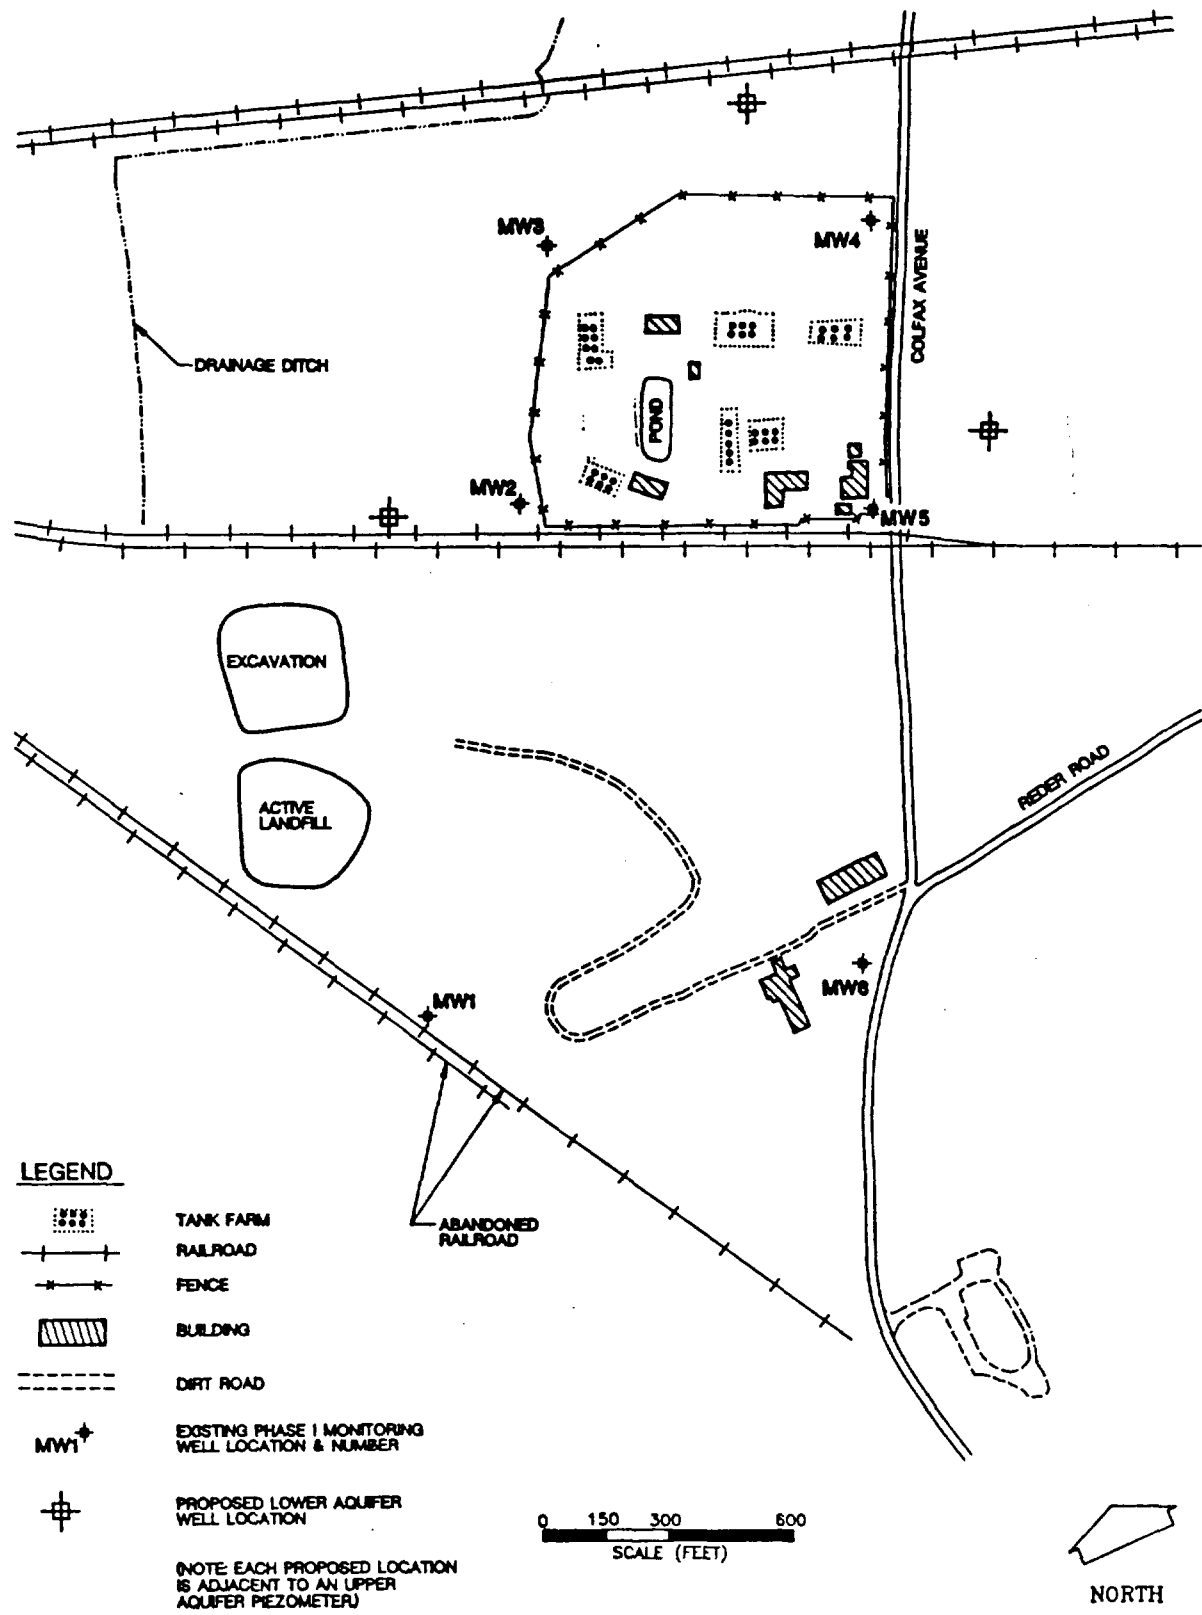 MW3
MW4
COLFAX AVENUE
DRAINAGE DITCH
POND
MW2
MW5
EXCAVATION
REDER ROAD
ACTIVE
LANDFILL
MW6
MW1
LEGEND
ABANDONED
RAILROAD
TANK FARM
RAILROAD
FENCE
BUILDING
DIRT ROAD
MW1
EXISTING PHASE I MONITORING
WELL LOCATION & NUMBER
PROPOSED LOWER AQUIFER
WELL LOCATION
(NOTE: EACH PROPOSED LOCATION
IS ADJACENT TO AN UPPER
AQUIFER PIEZOMETER)
0 150 300 600
SCALE (FEET)
NORTH